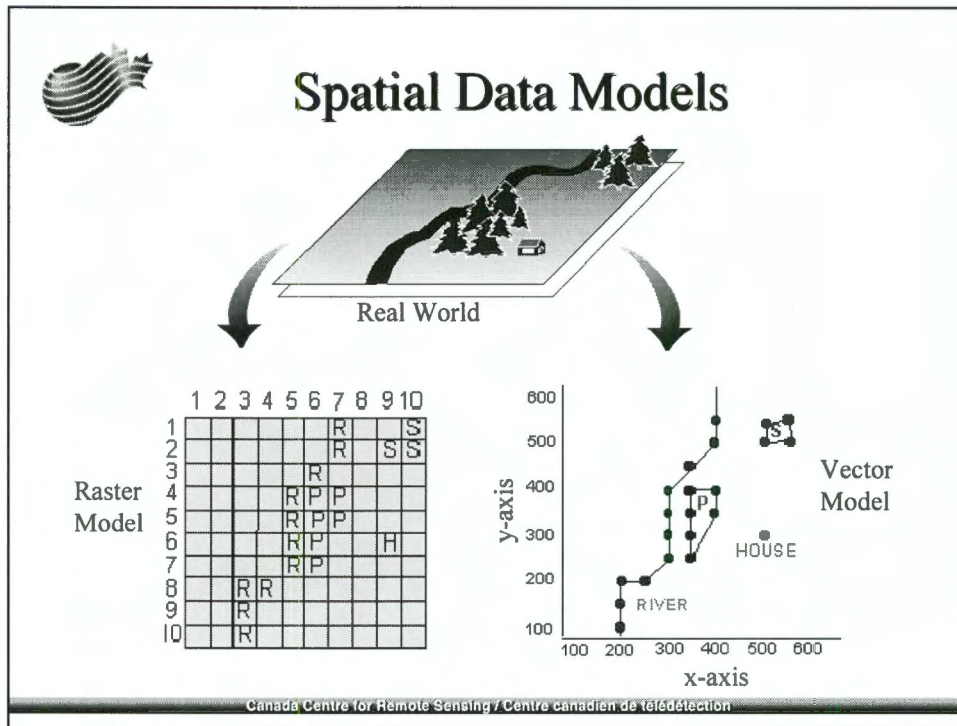 Spatial Data Models
Real World
Raster
Model
1 2 3 4 5 6 7 8 9 10
1 R S
2 R S S
3 R
4 R P P
5 R P P
6 R P H
7 R P
8 R R
9 R
10 R
Vector
Model
y-axis
600
500
400
300
200
100
S
P
HOUSE
RIVER
100 200 300 400 500 600
x-axis
Canada Centre for Remote Sensing / Centre canadien de télédétection